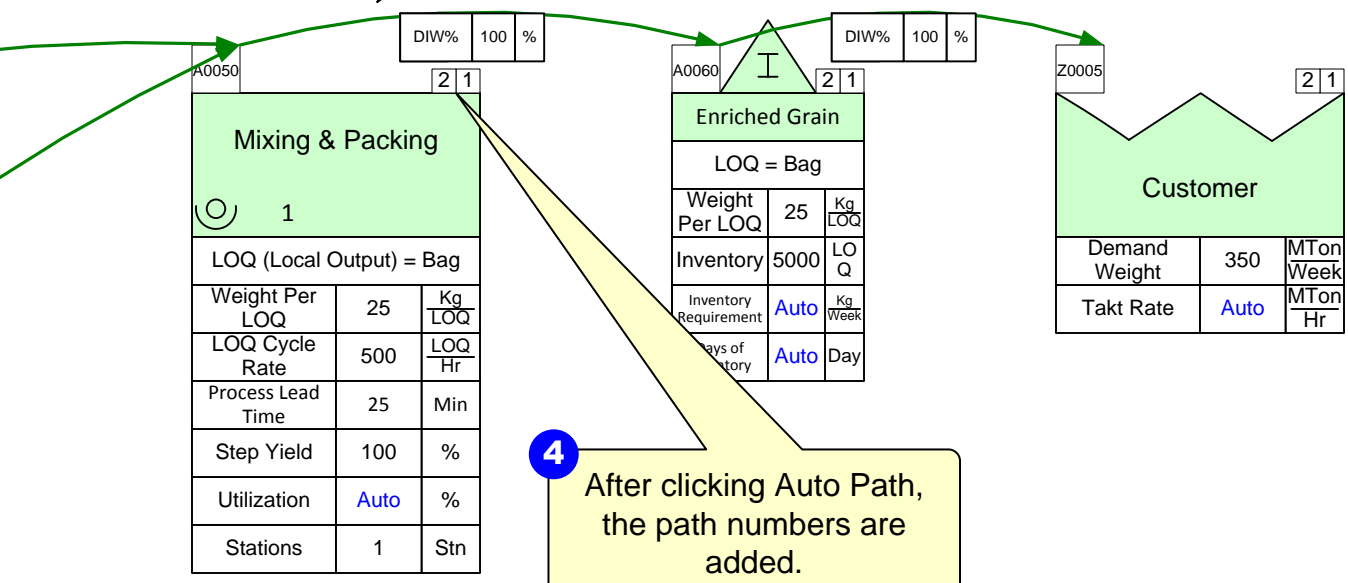 DIW% 100 %
DIW% 100 %
A0050
2 1
Mixing & Packing
1
LOQ (Local Output) = Bag
Weight Per
LOQ
25
Kg
LOQ
LOQ Cycle
Rate
500
LOQ
Hr
Process Lead
Time
25
Min
Step Yield
100
%
Utilization
Auto
%
Stations
1
Stn
A0060
I
2 1
Enriched Grain
LOQ = Bag
Weight
Per LOQ
25
Kg
LOQ
Inventory
5000
LO
Q
Inventory
Requirement
Auto
Kg
Week
Days of
Auto
Day
Z0005
2 1
Customer
Demand
Weight
350
MTon
Week
Takt Rate
Auto
MTon
Hr
4
After clicking Auto Path,
the path numbers are
added.